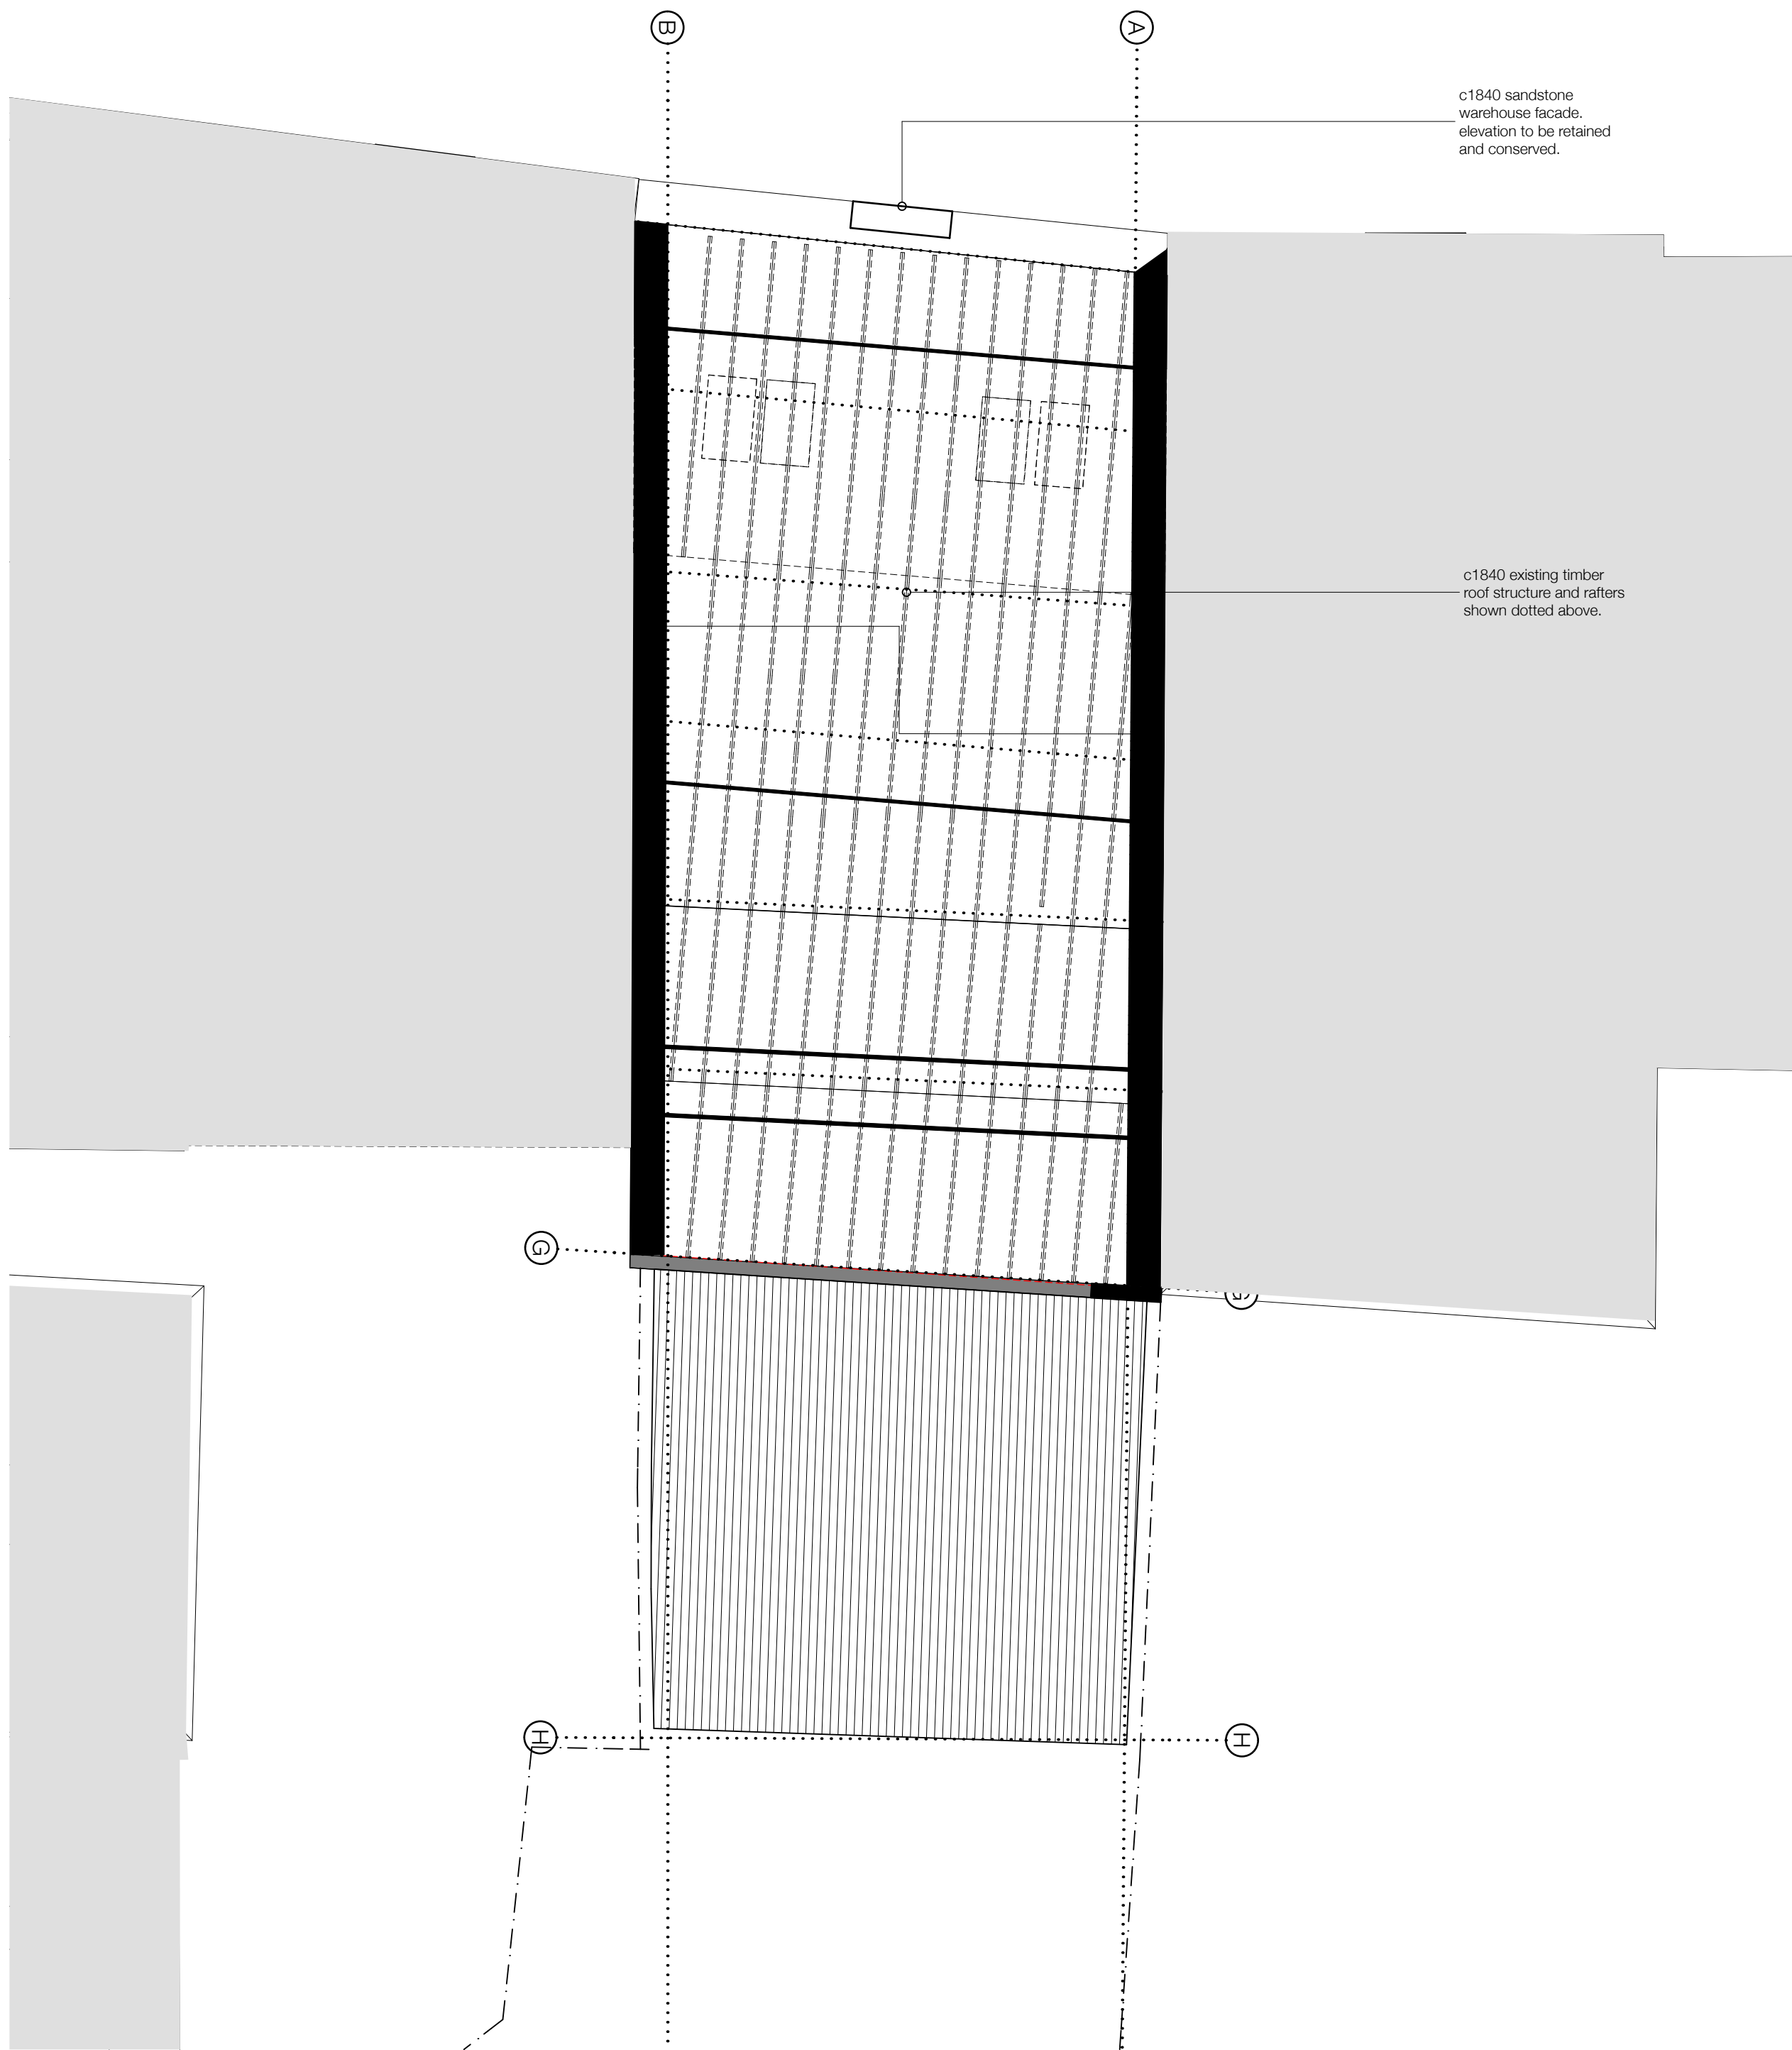 B
A
c1840 sandstone
warehouse facade.
elevation to be retained
and conserved.
c1840 existing timber
roof structure and rafters
shown dotted above.
G
G
H
H